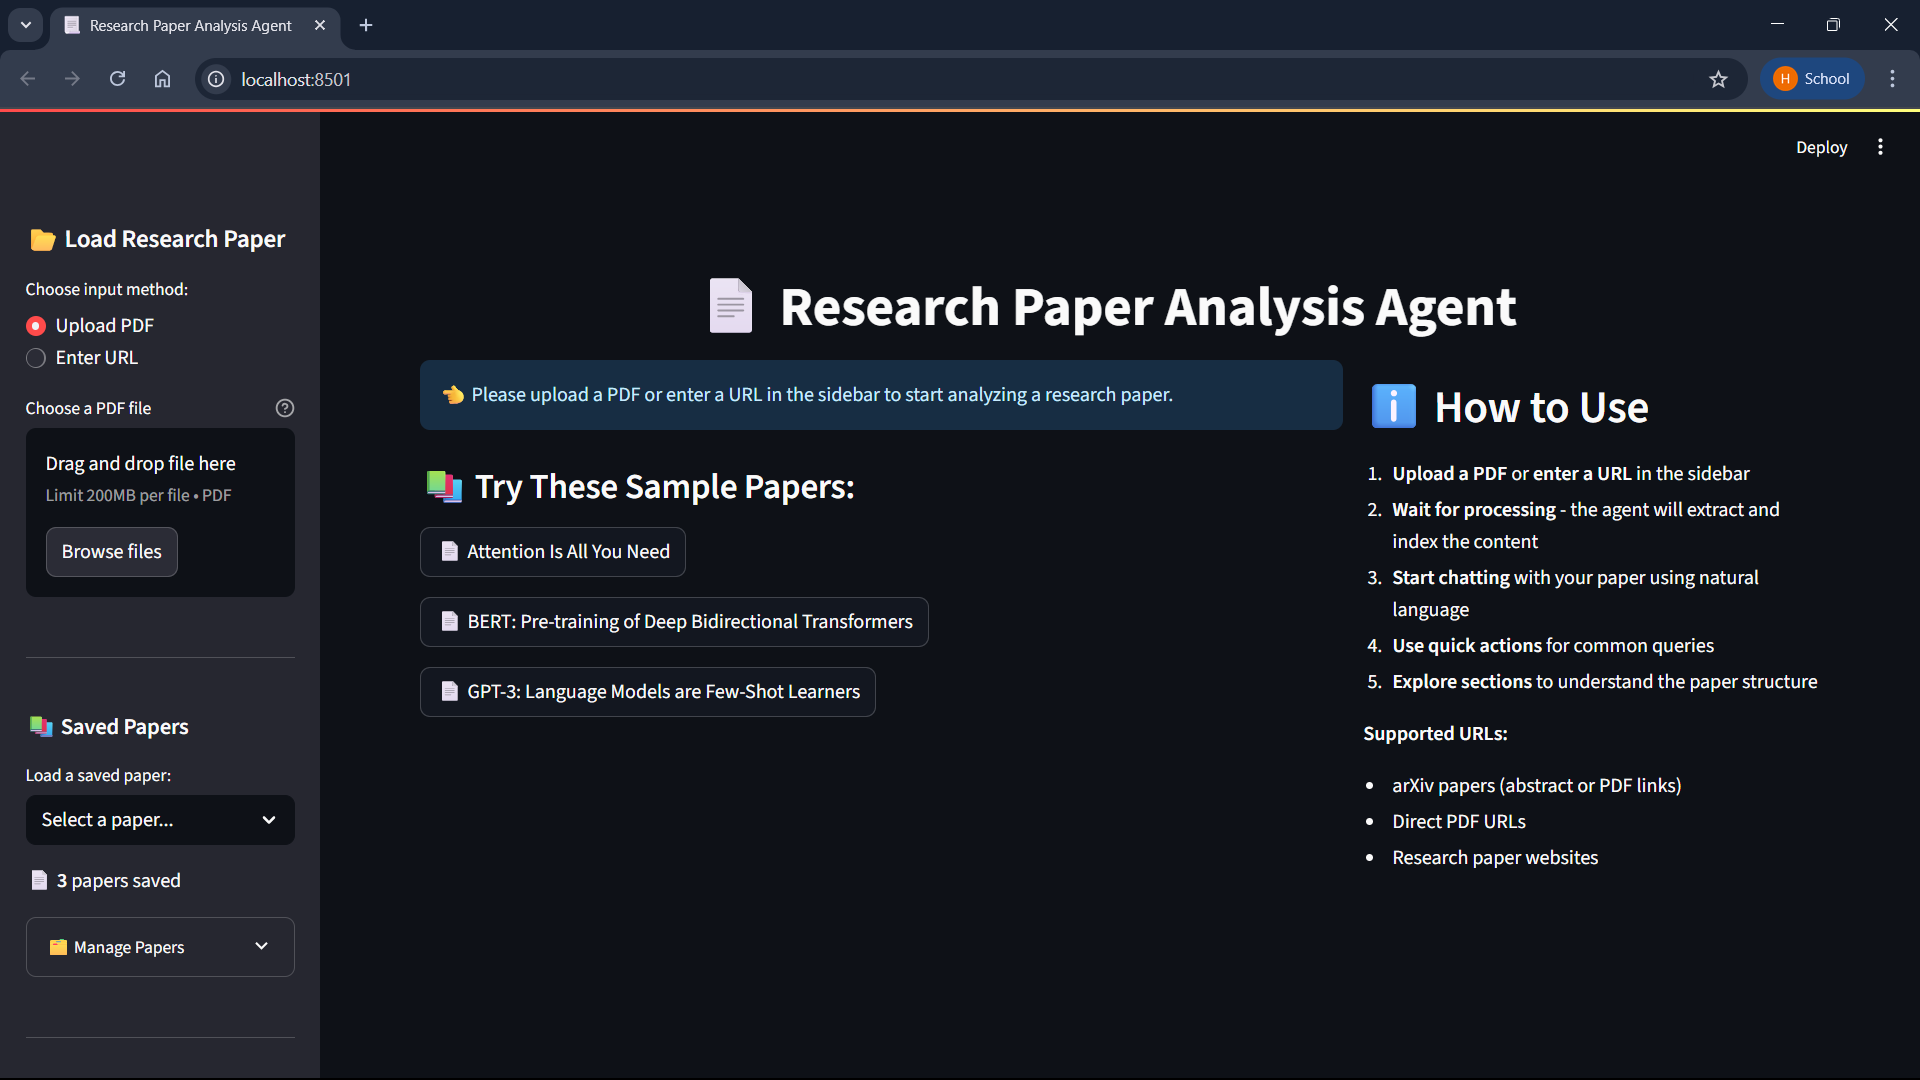 Research Paper Analysis Agent
localhost:8501
H School
Deploy
Load Research Paper
Choose input method:
Upload PDF
Enter URL
Choose a PDF file
Drag and drop file here
Limit 200MB per file • PDF
Browse files
Saved Papers
Load a saved paper:
Select a paper...
3 papers saved
Manage Papers
Research Paper Analysis Agent
Please upload a PDF or enter a URL in the sidebar to start analyzing a research paper.
Try These Sample Papers:
Attention Is All You Need
BERT: Pre-training of Deep Bidirectional Transformers
GPT-3: Language Models are Few-Shot Learners
How to Use
1. Upload a PDF or enter a URL in the sidebar
2. Wait for processing - the agent will extract and
index the content
3. Start chatting with your paper using natural
language
4. Use quick actions for common queries
5. Explore sections to understand the paper structure
Supported URLs:
• arXiv papers (abstract or PDF links)
• Direct PDF URLs
• Research paper websites